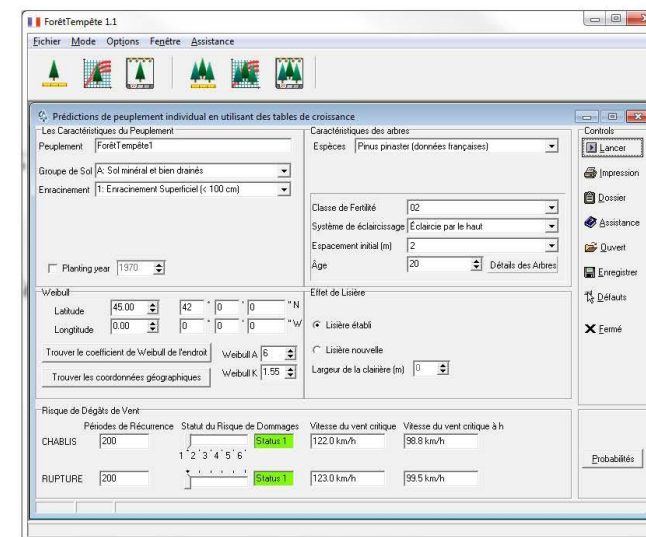 ForêtTempête 1.1
Eichier Mode Options Fenêtre Assistance
Prédictions de peuplement individual en utilisant des tables de croissance
Les Caractéristiques du Peuplement
Peuplement ForêtTempête1
Groupe de Sol A: Sol minéral et bien drainés
Enracinement 1: Enracinement Superficiel (< 100 cm)
Planting year 1970
Caractéristiques des arbres
Espèces Pinus pinaster (données françaises)
Classe de Fertilité 02
Système de éclaircissage Éclaircie par le haut
Espacement initial (m) 2
Âge 20 Détails des Arbres
Controls
Lancer
Impression
Dossier
Assistance
Ouvert
Enregistrer
Défauts
Fermé
Weibull
Latitude 45.00 42 ° 0 ' 0 "N
Longtitude 0.00 0 ° 0 ' 0 "W
Trouver le coefficient de Weibull de l'endroit Weibull A 6
Trouver les coordonnées géographiques Weibull K 1.55
Effet de Lisière
Lisière établi
Lisière nouvelle
Largeur de la clairière (m) 0
Risque de Dégâts de Vent
Périodes de Récurrence Statut du Risque de Dommages Vitesse du vent critique Vitesse du vent critique à h
CHABLIS 200 Status 1 122.0 km/h 98.8 km/h
1 2 3 4 5 6
RUPTURE 200 Status 1 123.0 km/h 99.5 km/h
Probabilités